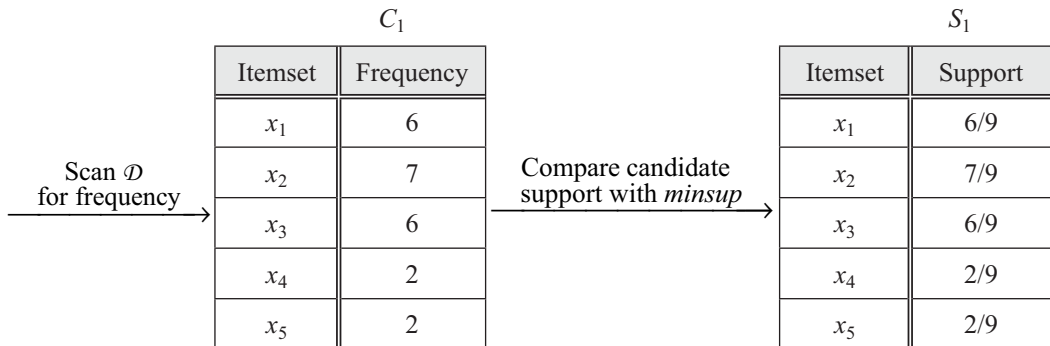 C₁
S₁
Itemset Frequency
Itemset Support
x₁ 6
x₁ 6/9
Scan 𝒟
for frequency
x₂ 7
Compare candidate
support with minsup
x₂ 7/9
x₃ 6
x₃ 6/9
x₄ 2
x₄ 2/9
x₅ 2
x₅ 2/9